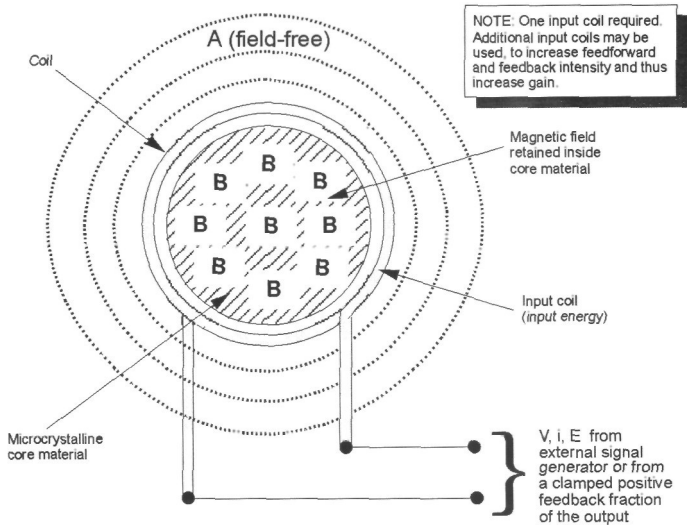 A (field-free)
NOTE: One input coil required.
Additional input coils may be
used, to increase feedforward
and feedback intensity and thus
increase gain.
Coil
Magnetic field
retained inside
core material
B
B B
B B B
B B
B
Input coil
(input energy)
Microcrystalline
core material
V, i, E from
external signal
generator or from
a clamped positive
feedback fraction
of the output